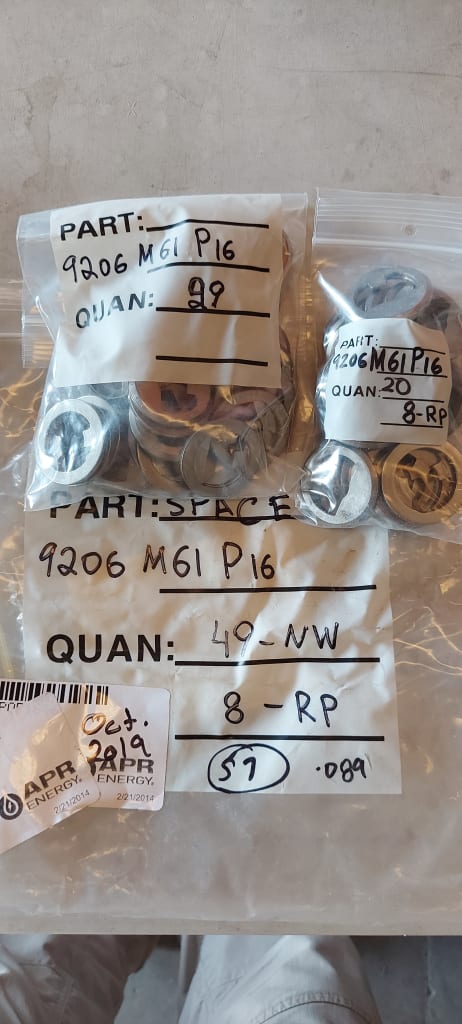 PART:
9206 M61 P16
QUAN: 29
PART:
9206 M61 P16
QUAN: 20
8-RP
PART: SPACE
9206 M61 P16
QUAN: 49-NW
8-RP
57 .089
Oct.
2019
APR
ENERGY
2/21/2014
APR
ENERGY
2/21/2014